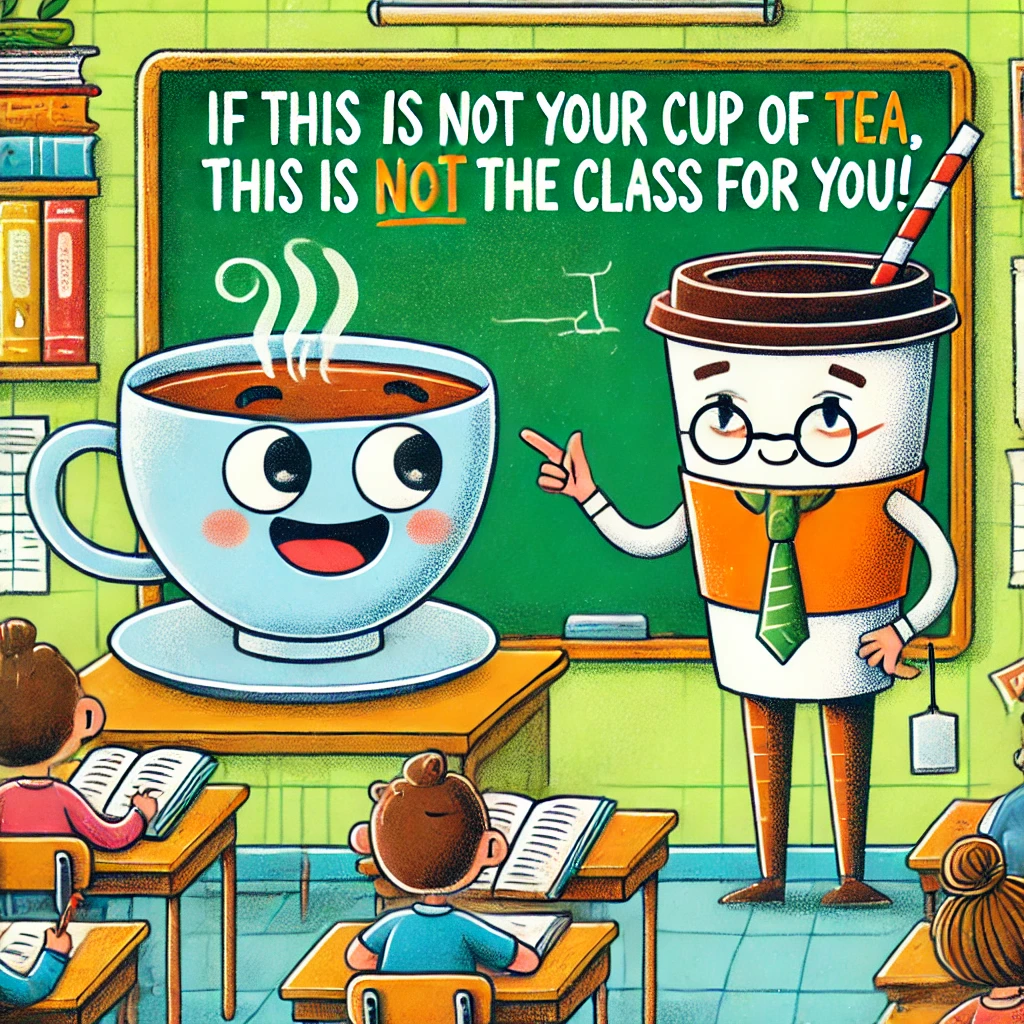 IF THIS IS NOT YOUR CUP OF TEA,
THIS IS NOT THE CLASS FOR YOU!